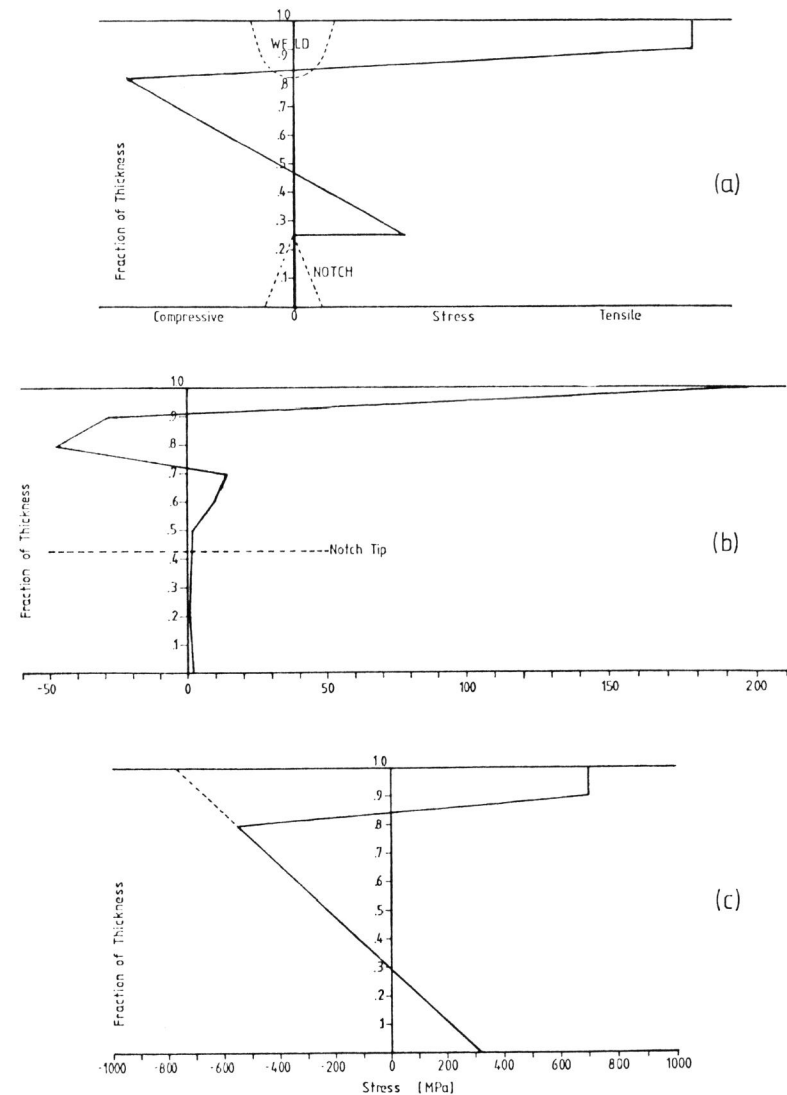 1.0
WELD
.9
.8
.7
.6
.5
.4
.3
.2
.1
NOTCH
Fraction of Thickness
(a)
Compressive 0 Stress Tensile
1.0
.9
.8
.7
.6
.5
.4
.3
.2
.1
Notch Tip
Fraction of Thickness
(b)
-50 0 50 100 150 200
1.0
.9
.8
.7
.6
.5
.4
.3
.2
.1
Fraction of Thickness
(c)
-1000 -800 -600 -400 -200 0 200 400 600 800 1000
Stress [MPa]